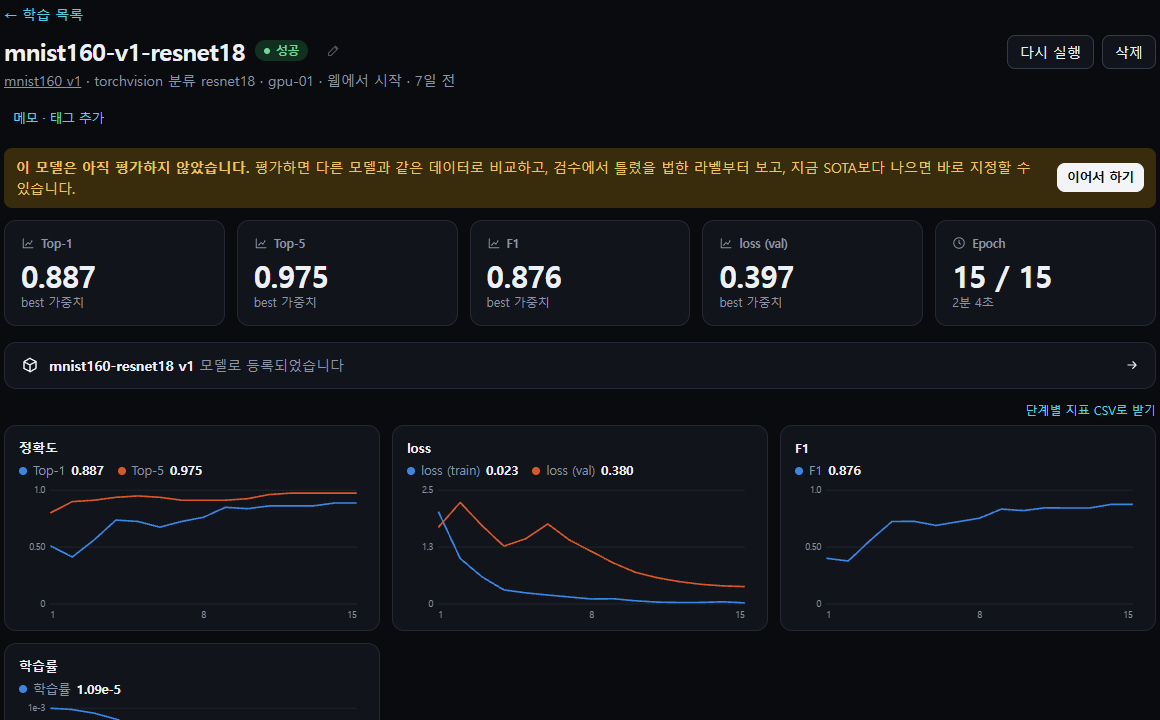 ← 학습 목록
mnist160-v1-resnet18 성공
다시 실행 삭제
mnist160 v1 · torchvision 분류 resnet18 · gpu-01 · 웹에서 시작 · 7일 전
메모 · 태그 추가
이 모델은 아직 평가하지 않았습니다. 평가하면 다른 모델과 같은 데이터로 비교하고, 검수에서 틀렸을 법한 라벨부터 보고, 지금 SOTA보다 나으면 바로 지정할 수
있습니다.
이어서 하기
Top-1
0.887
best 가중치
Top-5
0.975
best 가중치
F1
0.876
best 가중치
loss (val)
0.397
best 가중치
Epoch
15 / 15
2분 4초
mnist160-resnet18 v1 모델로 등록되었습니다 →
단계별 지표 CSV로 받기
정확도
Top-1 0.887 Top-5 0.975
1.0
0.50
0
1 8 15
loss
loss (train) 0.023 loss (val) 0.380
2.5
1.3
0
1 8 15
F1
F1 0.876
1.0
0.50
0
1 8 15
학습률
학습률 1.09e-5
1e-3